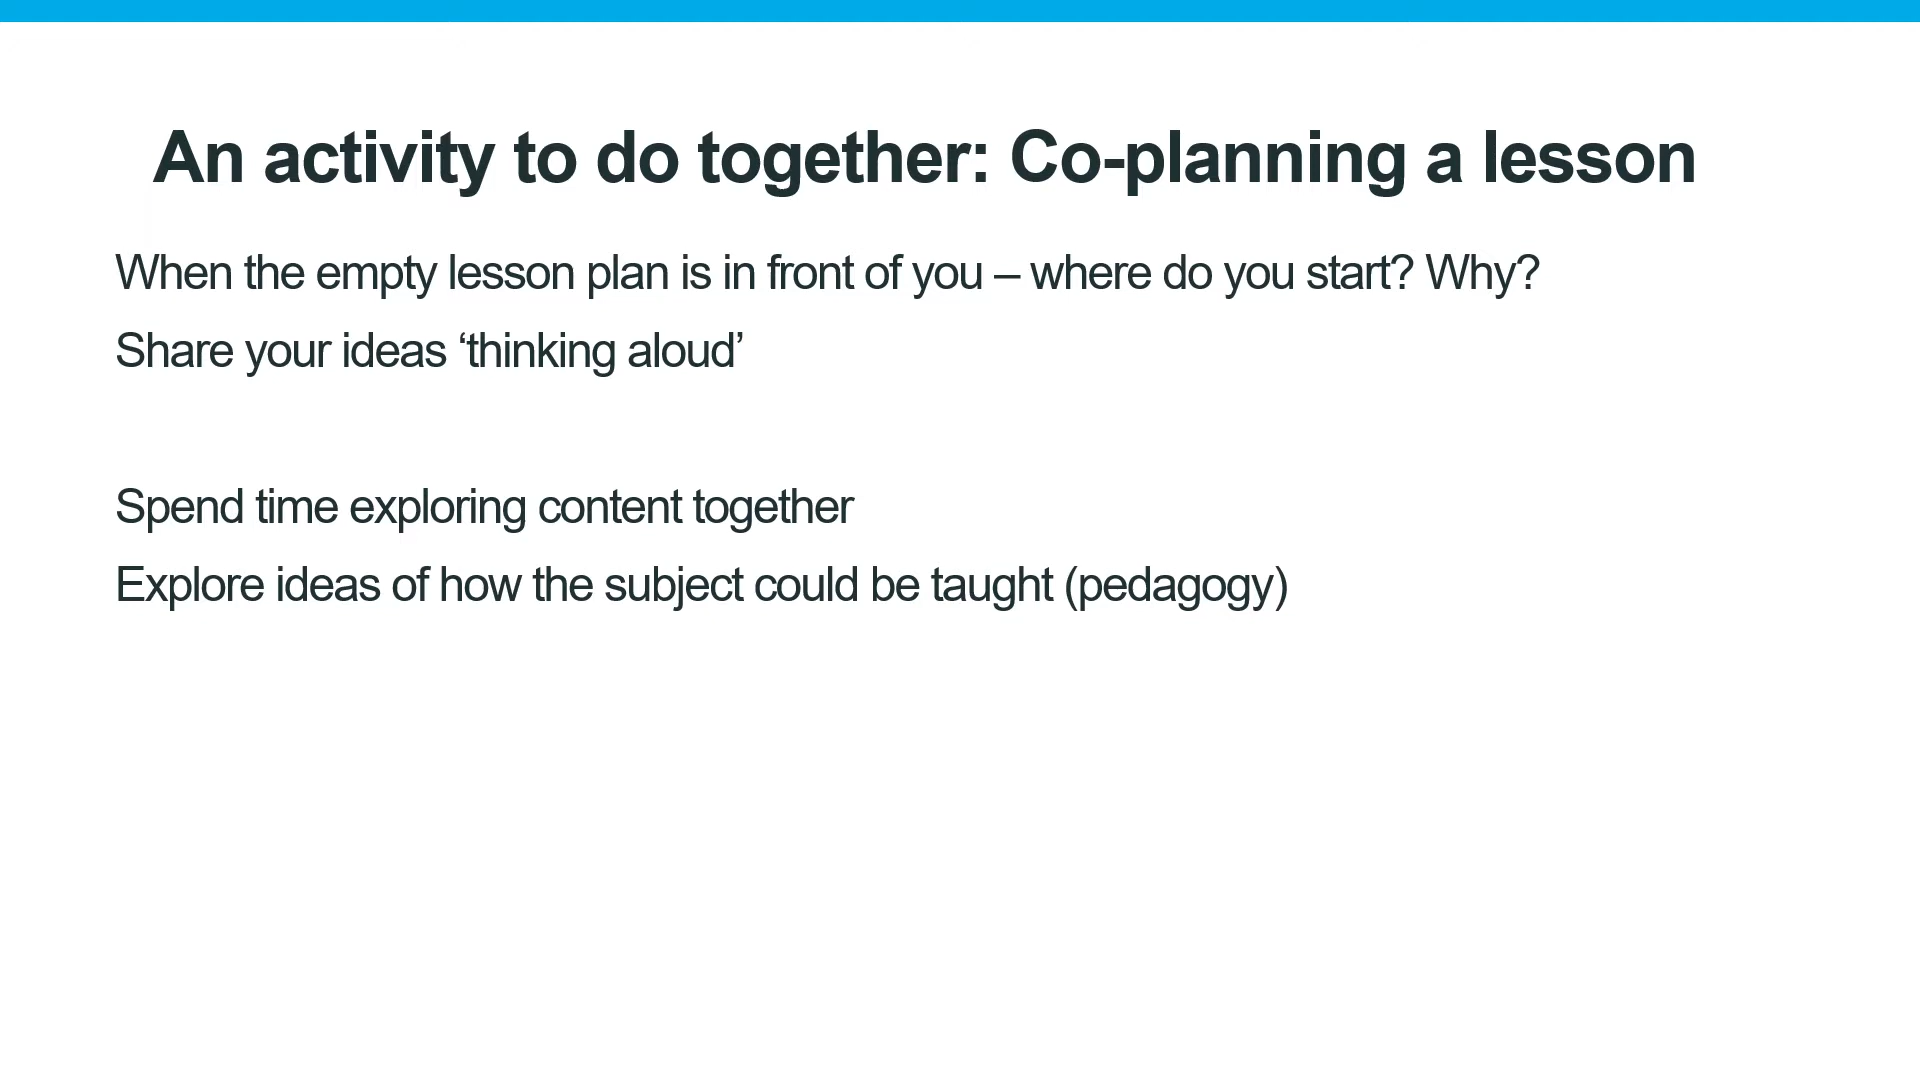 An activity to do together: Co-planning a lesson
When the empty lesson plan is in front of you – where do you start? Why?
Share your ideas ‘thinking aloud’
Spend time exploring content together
Explore ideas of how the subject could be taught (pedagogy)